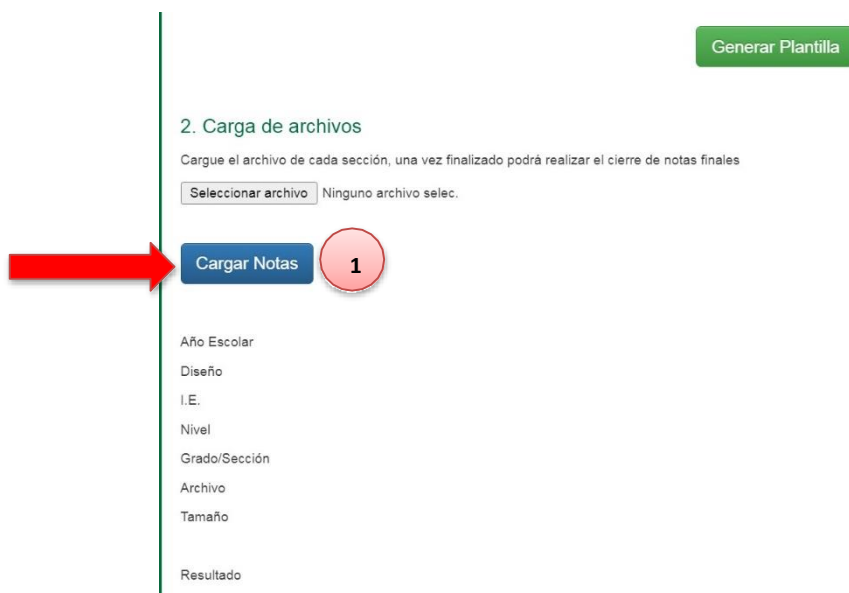 Generar Plantilla
2. Carga de archivos
Cargue el archivo de cada sección, una vez finalizado podrá realizar el cierre de notas finales
Seleccionar archivo Ninguno archivo selec.
Cargar Notas 1
Año Escolar
Diseño
I.E.
Nivel
Grado/Sección
Archivo
Tamaño
Resultado